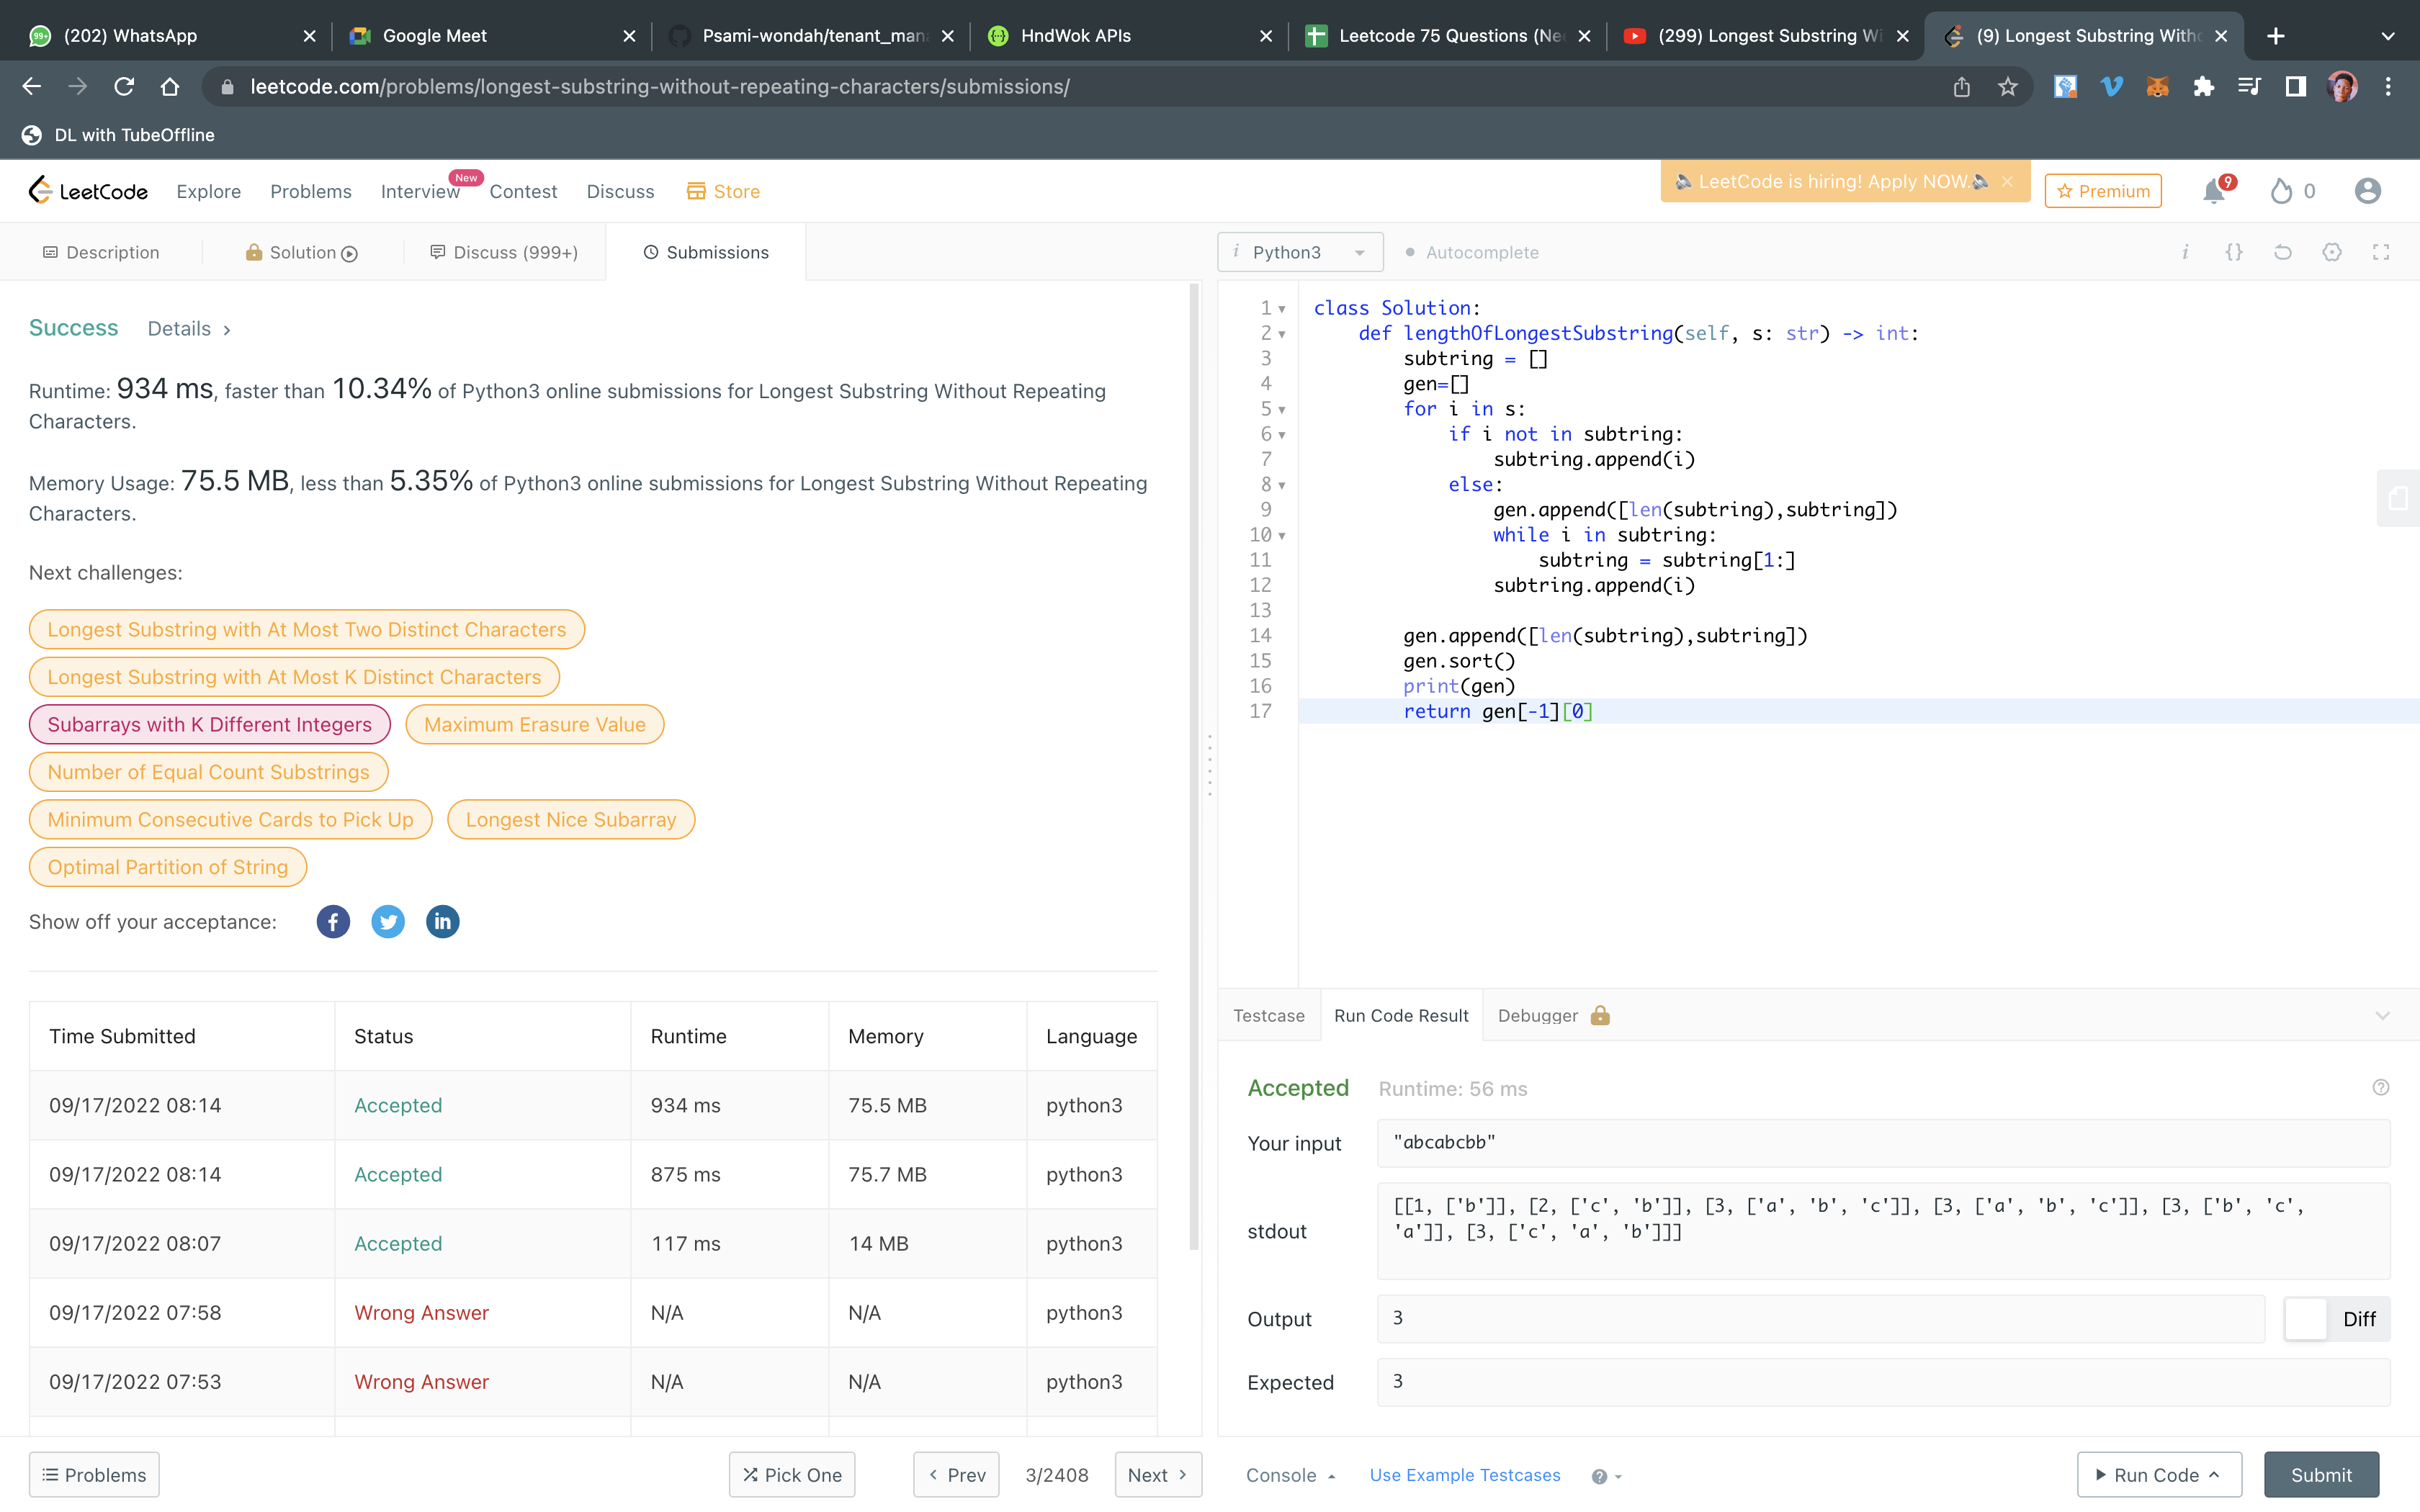 (202) WhatsApp
Google Meet
Psami-wondah/tenant_man
HndWok APIs
Leetcode 75 Questions (Nee
(299) Longest Substring Wi
(9) Longest Substring With
leetcode.com/problems/longest-substring-without-repeating-characters/submissions/
DL with TubeOffline
LeetCode
Explore
Problems
Interview
New
Contest
Discuss
Store
LeetCode is hiring! Apply NOW.
Premium
9
0
Description
Solution
Discuss (999+)
Submissions
Python3
Autocomplete
Success
Details
Runtime: 934 ms, faster than 10.34% of Python3 online submissions for Longest Substring Without Repeating
Characters.
Memory Usage: 75.5 MB, less than 5.35% of Python3 online submissions for Longest Substring Without Repeating
Characters.
Next challenges:
Longest Substring with At Most Two Distinct Characters
Longest Substring with At Most K Distinct Characters
Subarrays with K Different Integers
Maximum Erasure Value
Number of Equal Count Substrings
Minimum Consecutive Cards to Pick Up
Longest Nice Subarray
Optimal Partition of String
Show off your acceptance:
Time Submitted Status Runtime Memory Language
09/17/2022 08:14 Accepted 934 ms 75.5 MB python3
09/17/2022 08:14 Accepted 875 ms 75.7 MB python3
09/17/2022 08:07 Accepted 117 ms 14 MB python3
09/17/2022 07:58 Wrong Answer N/A N/A python3
09/17/2022 07:53 Wrong Answer N/A N/A python3
1 class Solution:
2 def lengthOfLongestSubstring(self, s: str) -> int:
3 subtring = []
4 gen=[]
5 for i in s:
6 if i not in subtring:
7 subtring.append(i)
8 else:
9 gen.append([len(subtring),subtring])
10 while i in subtring:
11 subtring = subtring[1:]
12 subtring.append(i)
13
14 gen.append([len(subtring),subtring])
15 gen.sort()
16 print(gen)
17 return gen[-1][0]
Testcase
Run Code Result
Debugger
Accepted
Runtime: 56 ms
Your input
"abcabcbb"
stdout
[[1, ['b']], [2, ['c', 'b']], [3, ['a', 'b', 'c']], [3, ['a', 'b', 'c']], [3, ['b', 'c',
'a']], [3, ['c', 'a', 'b']]]
Output
3
Diff
Expected
3
Problems
Pick One
Prev
3/2408
Next
Console
Use Example Testcases
Run Code
Submit